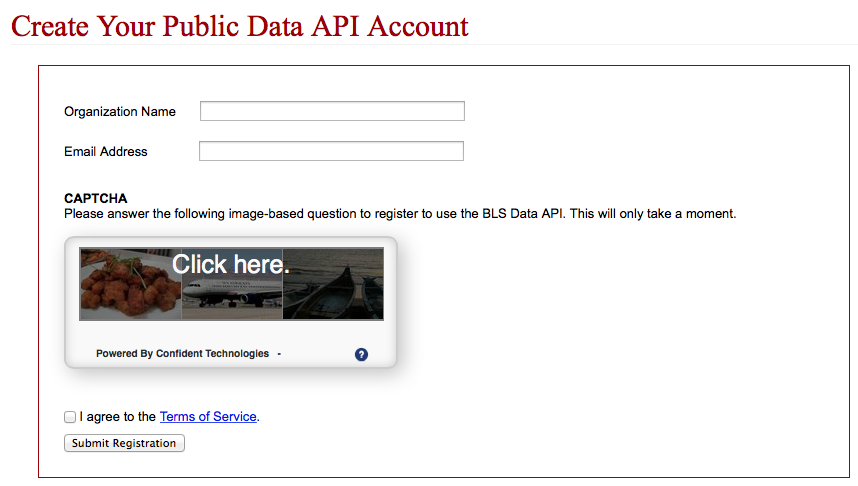 Create Your Public Data API Account
Organization Name
Email Address
CAPTCHA
Please answer the following image-based question to register to use the BLS Data API. This will only take a moment.
Click here.
Powered By Confident Technologies -
?
I agree to the Terms of Service.
Submit Registration